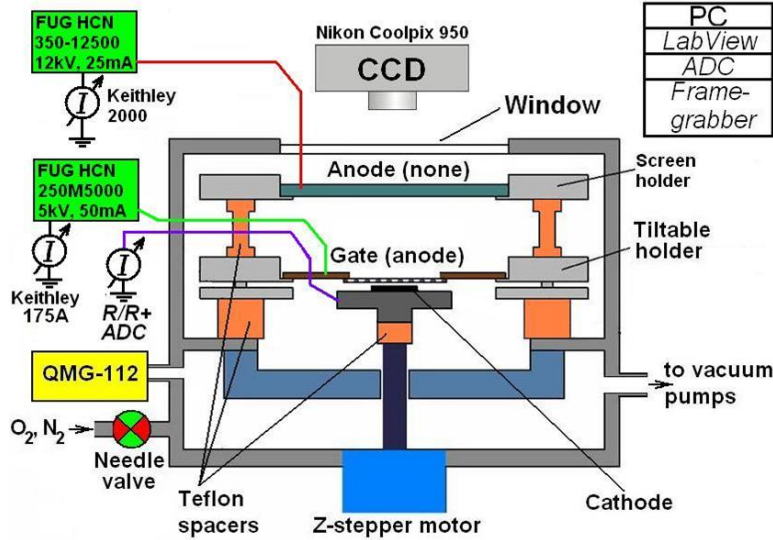 FUG HCN
350-12500
12kV, 25mA
I
Keithley
2000
Nikon Coolpix 950
CCD
PC
LabView
ADC
Frame-
grabber
Window
Anode (none)
Screen
holder
FUG HCN
250M5000
5kV, 50mA
I
Keithley
175A
I
R/R+
ADC
Gate (anode)
Tiltable
holder
QMG-112
to vacuum
pumps
O₂, N₂
Needle
valve
Teflon
spacers
Z-stepper motor
Cathode